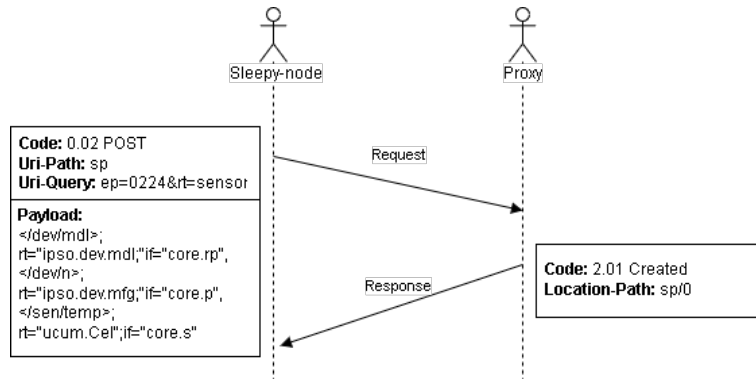 Sleepy-node
Proxy
Code: 0.02 POST
Uri-Path: sp
Uri-Query: ep=0224&rt=sensor
Request
Payload:
</dev/mdl>;
rt="ipso.dev.mdl;"if="core.rp",
</dev/n>;
rt="ipso.dev.mfg;"if="core.p",
</sen/temp>;
rt="ucum.Cel";if="core.s"
Response
Code: 2.01 Created
Location-Path: sp/0